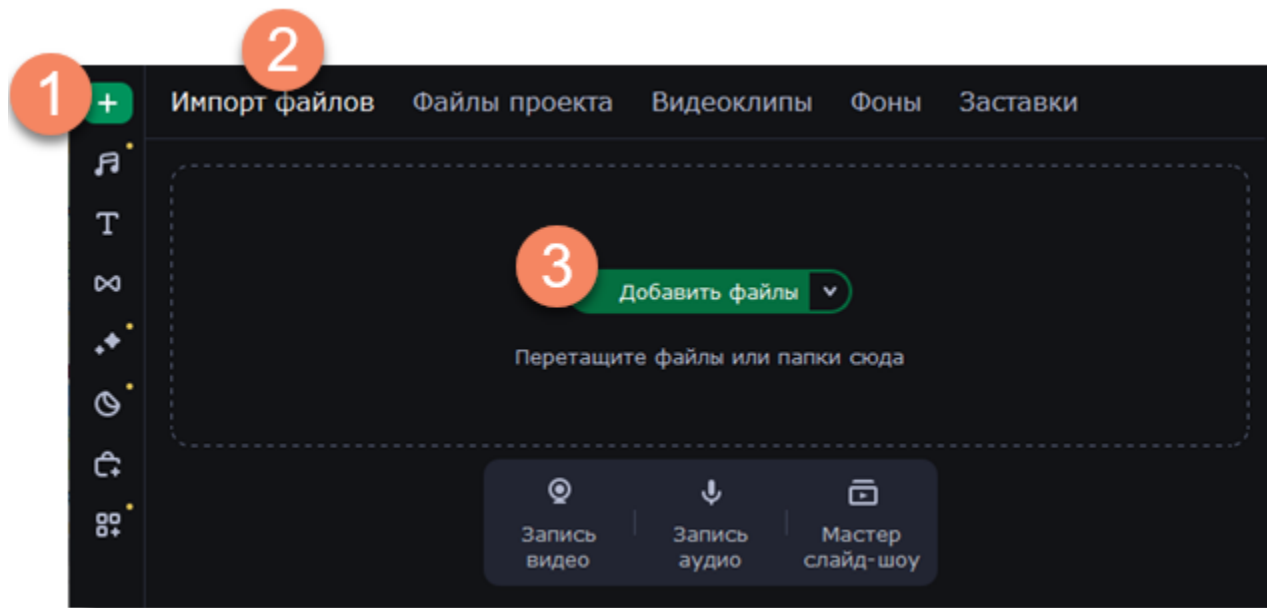 2
1
Импорт файлов Файлы проекта Видеоклипы Фоны Заставки
3
Добавить файлы
Перетащите файлы или папки сюда
Запись видео
Запись аудио
Мастер слайд-шоу